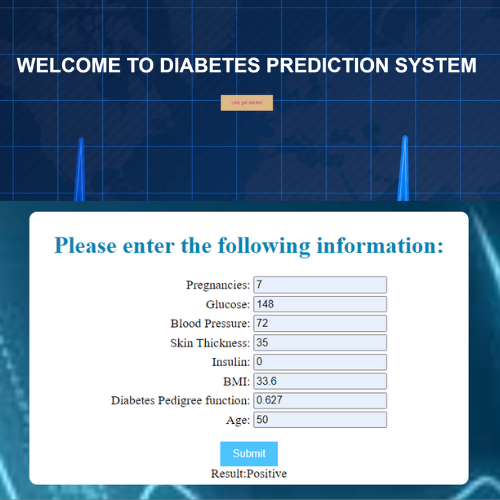 WELCOME TO DIABETES PREDICTION SYSTEM
Lets get started
Please enter the following information:
Pregnancies: 7
Glucose: 148
Blood Pressure: 72
Skin Thickness: 35
Insulin: 0
BMI: 33.6
Diabetes Pedigree function: 0.627
Age: 50
Submit
Result:Positive